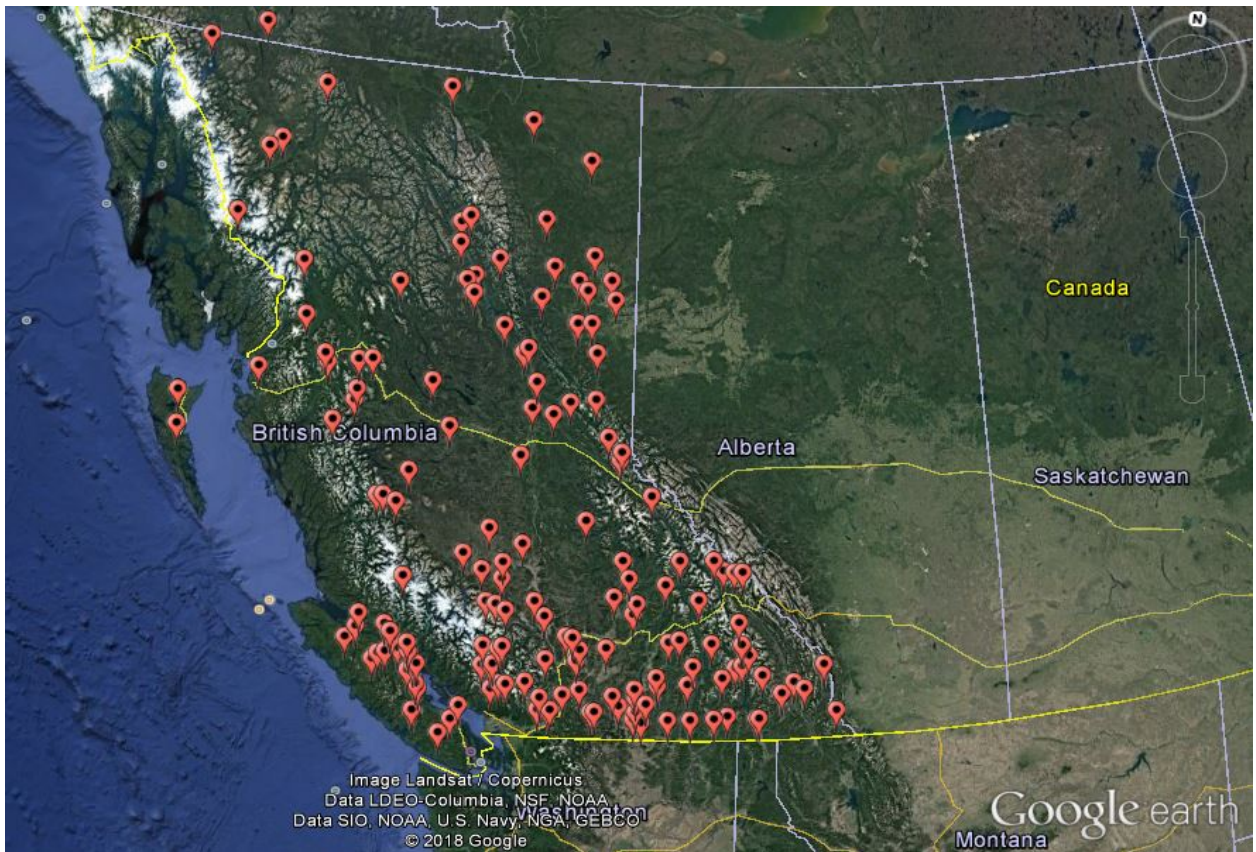 N
Canada
British Columbia
Alberta
Saskatchewan
Image Landsat / Copernicus
Data LDEO-Columbia, NSF, NOAA
Data SIO, NOAA, U.S. Navy, NGA, GEBCO
© 2018 Google
Washington
Google earth
Montana